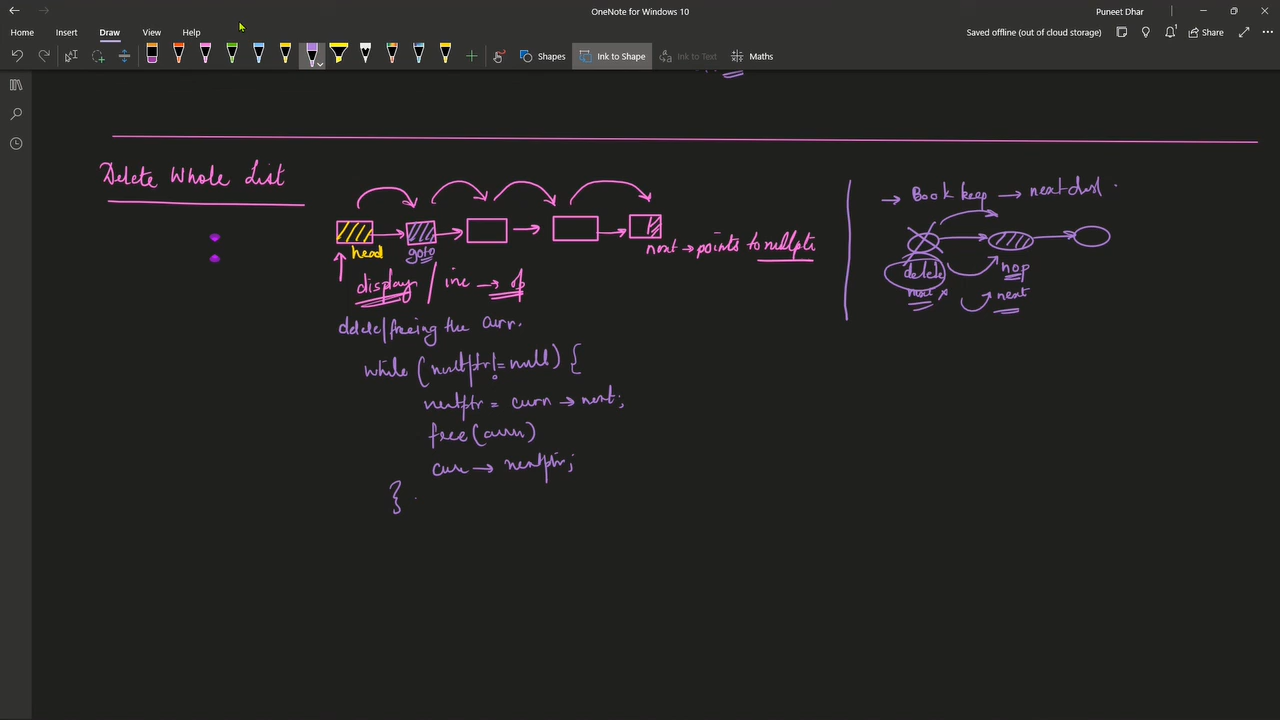 OneNote for Windows 10
Puneet Dhar
Home Insert Draw View Help
Saved offline (out of cloud storage)
Share
Shapes
Ink to Shape
Ink to Text
Maths
Delete Whole List
head
goto
next → points to nullptr
display / inc → op
delete/freeing the curr.
while (nextptr != null) {
nextptr = curr → next;
free(curr)
curr → nextptr;
}
→ Book keep → next dist
delete
hop
next
next